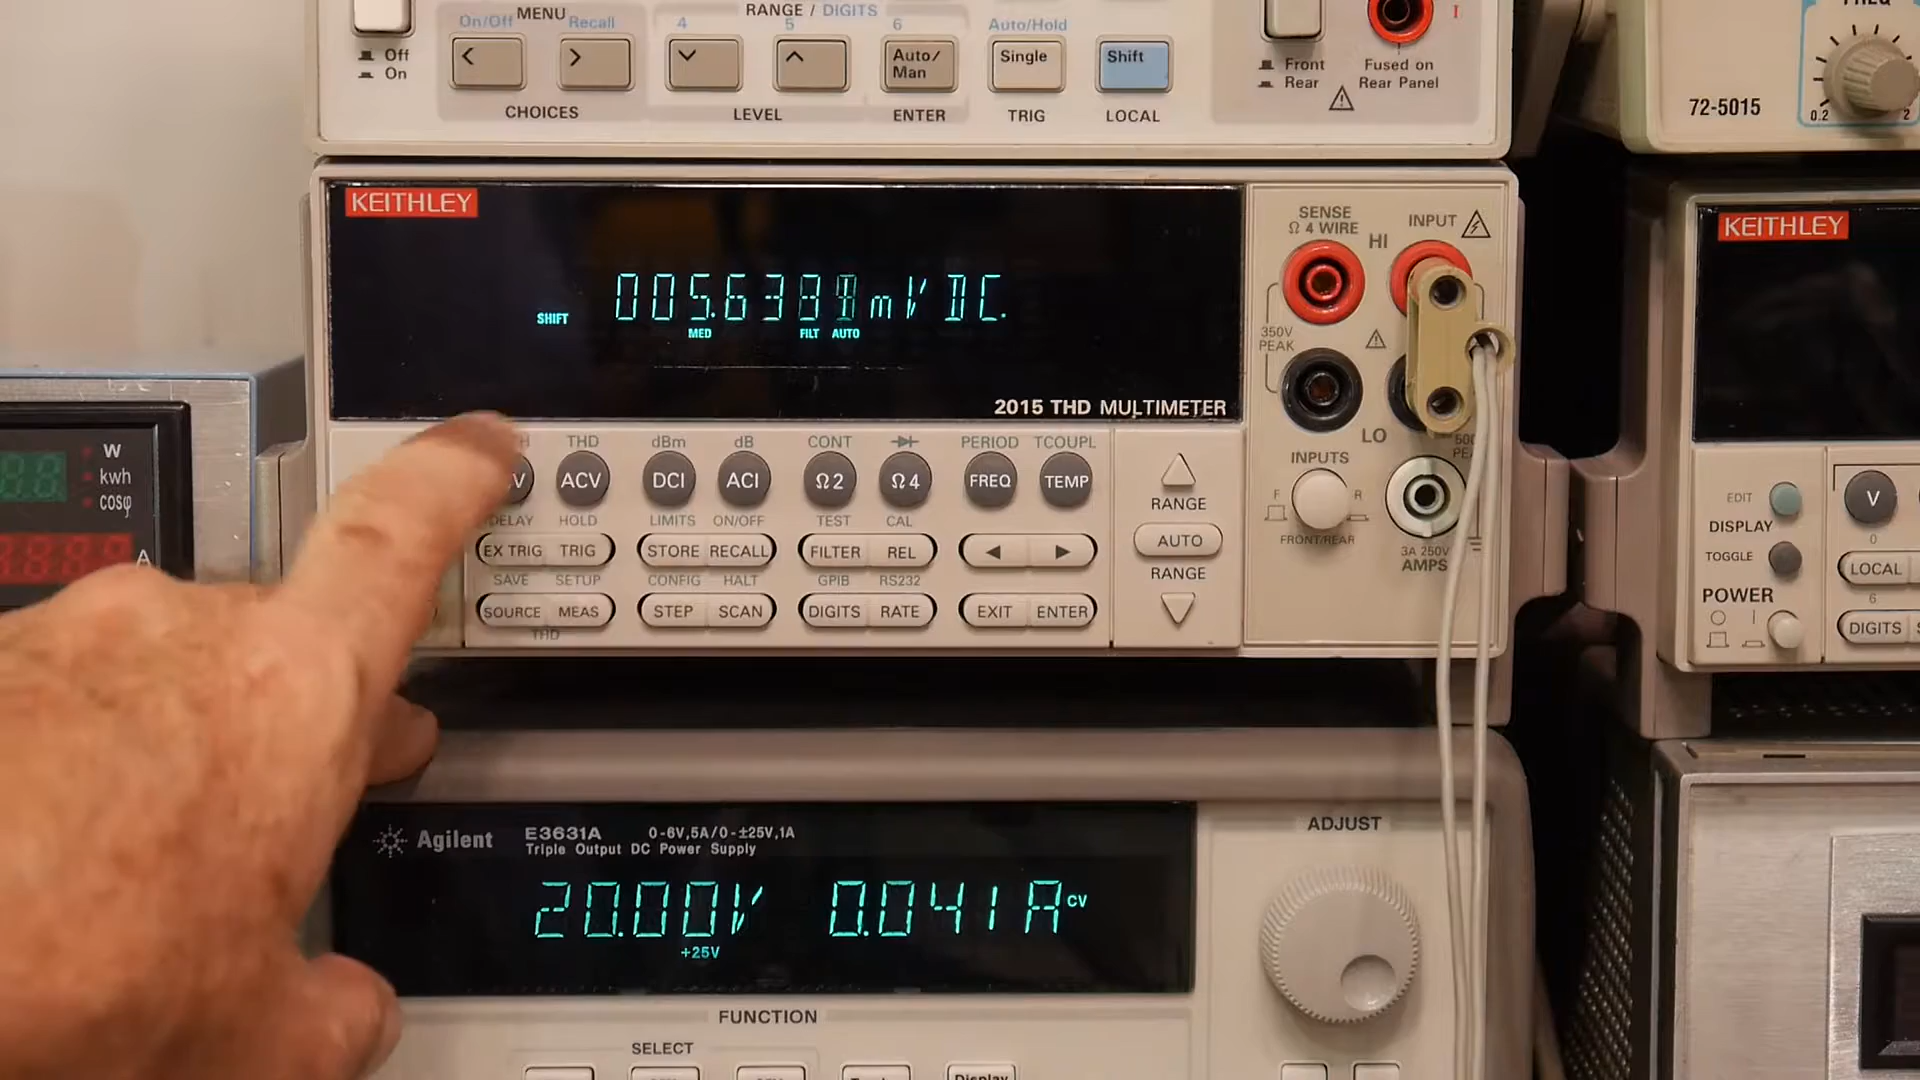 On/Off MENU Recall
RANGE / DIGITS
4 5 6
Auto/Hold
Off
On
< > Auto/
Man
Single
Shift
CHOICES LEVEL ENTER TRIG LOCAL
Front
Rear
Fused on
Rear Panel
I
72-5015
0.2 2
KEITHLEY
SHIFT
mVDC
MED FILT AUTO
2015 THD MULTIMETER
SENSE
Ω 4 WIRE
INPUT
HI
350V
PEAK
LO
INPUTS
F R
FRONT/REAR
3A 250V
AMPS
THD dBm dB CONT PERIOD TCOUPL
ACV DCI ACI Ω2 Ω4 FREQ TEMP
DELAY HOLD LIMITS ON/OFF TEST CAL
EX TRIG TRIG STORE RECALL FILTER REL
SAVE SETUP CONFIG HALT GPIB RS232
SOURCE MEAS STEP SCAN DIGITS RATE EXIT ENTER
THD
RANGE
AUTO
RANGE
W
kwh
cosφ
A
KEITHLEY
EDIT
DISPLAY
TOGGLE
POWER
V
0
LOCAL
6
DIGITS
Agilent
E3631A 0-6V,5A/0-±25V,1A
Triple Output DC Power Supply
20.00V 0.041A CV
+25V
ADJUST
FUNCTION
SELECT
Display